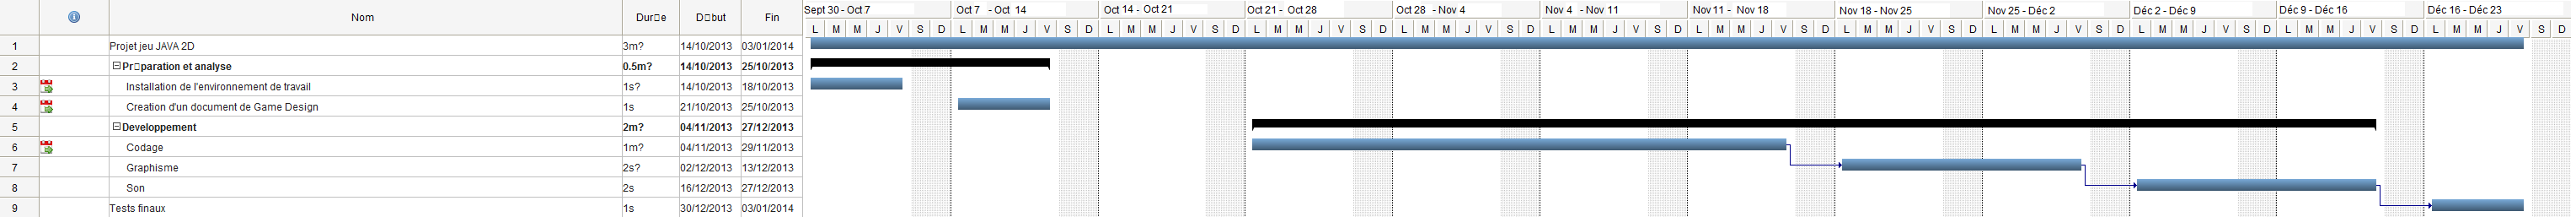 Nom Dur□e D□but Fin Sept 30 - Oct 7 Oct 7 - Oct 14 Oct 14 - Oct 21 Oct 21 - Oct 28 Oct 28 - Nov 4 Nov 4 - Nov 11 Nov 11 - Nov 18 Nov 18 - Nov 25 Nov 25 - Déc 2 Déc 2 - Déc 9 Déc 9 - Déc 16 Déc 16 - Déc 23
L M M J V S D L M M J V S D L M M J V S D L M M J V S D L M M J V S D L M M J V S D L M M J V S D L M M J V S D L M M J V S D L M M J V S D L M M J V S D L M M J V S D
1 Projet jeu JAVA 2D 3m? 14/10/2013 03/01/2014
2 Pr□paration et analyse 0.5m? 14/10/2013 25/10/2013
3 Installation de l'environnement de travail 1s? 14/10/2013 18/10/2013
4 Creation d'un document de Game Design 1s 21/10/2013 25/10/2013
5 Developpement 2m? 04/11/2013 27/12/2013
6 Codage 1m? 04/11/2013 29/11/2013
7 Graphisme 2s? 02/12/2013 13/12/2013
8 Son 2s 16/12/2013 27/12/2013
9 Tests finaux 1s 30/12/2013 03/01/2014